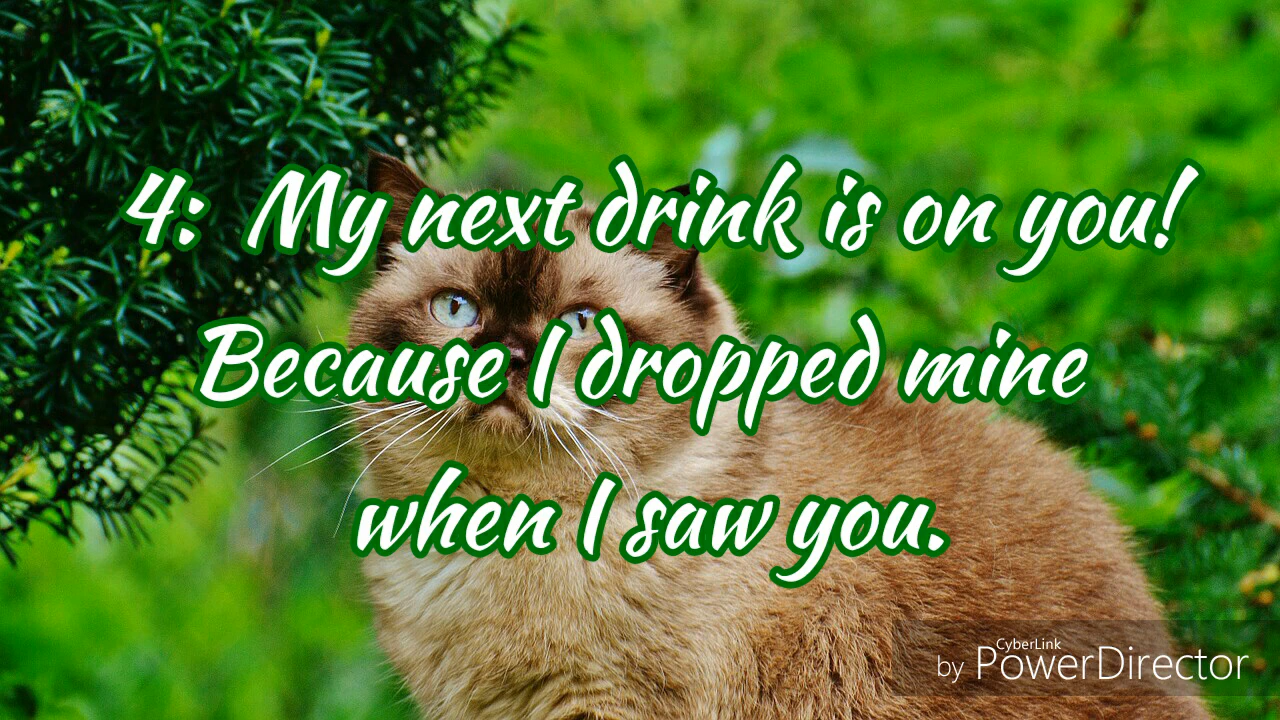 4: My next drink is on you!
Because I dropped mine
when I saw you.
CyberLink
by PowerDirector